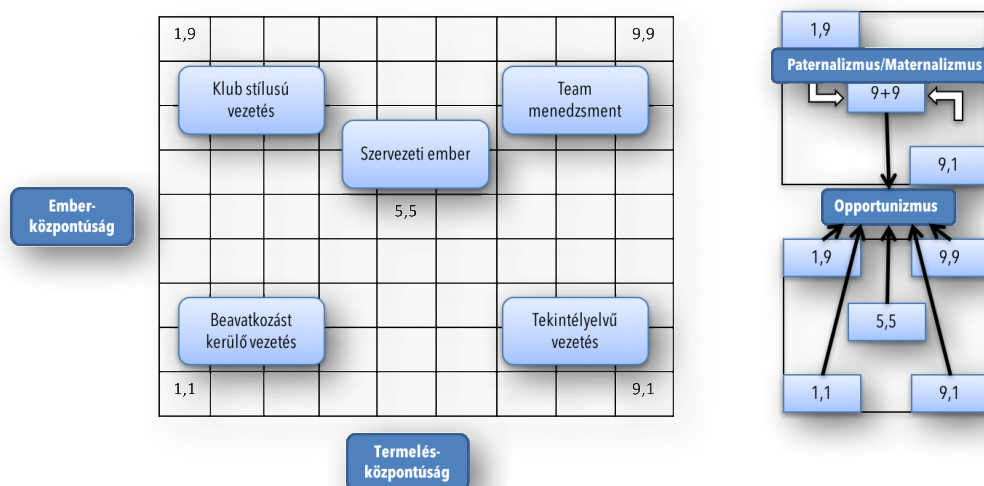 1,9
9,9
Klub stílusú
vezetés
Team
menedzsment
Szervezeti ember
Ember-
központúság
5,5
Beavatkozást
kerülő vezetés
Tekintélyelvű
vezetés
1,1
9,1
Termelés-
központúság
1,9
Paternalizmus/Maternalizmus
9+9
9,1
Opportunizmus
1,9
9,9
5,5
1,1
9,1